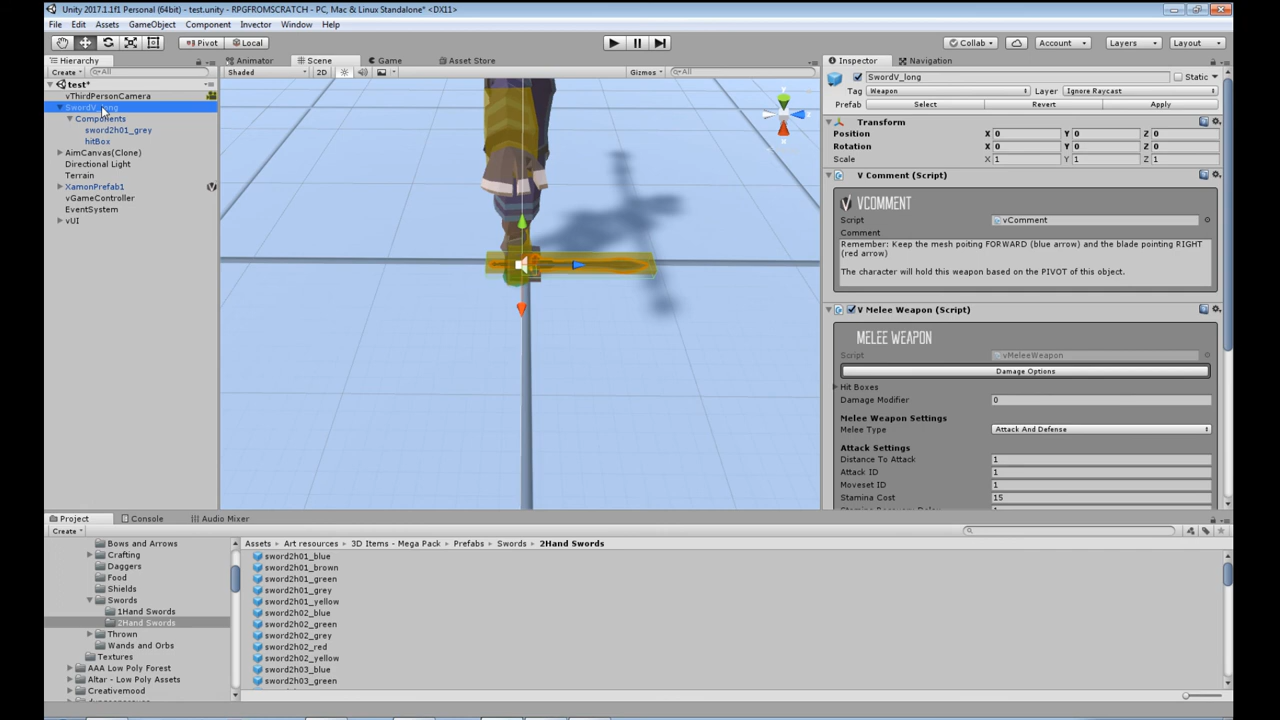 Unity 2017.1.1f1 Personal (64bit) - test.unity - RPGFROMSCRATCH - PC, Mac & Linux Standalone* <DX11>
File Edit Assets GameObject Component Invector Window Help
Pivot Local Collab Account Layers Layout
Hierarchy Animator Scene Game Asset Store Inspector Navigation
Create All Shaded 2D Gizmos All SwordV_long Static
test* Tag Weapon Layer Ignore Raycast
vThirdPersonCamera Prefab Select Revert Apply
SwordV_long
Components
sword2h01_grey
hitBox
AimCanvas(Clone)
Directional Light
Terrain
XamonPrefab1
vGameController
EventSystem
vUI
Transform
Position X 0 Y 0 Z 0
Rotation X 0 Y 0 Z 0
Scale X 1 Y 1 Z 1
V Comment (Script)
VCOMMENT
Script vComment
Comment
Remember: Keep the mesh poiting FORWARD (blue arrow) and the blade pointing RIGHT
(red arrow)
The character will hold this weapon based on the PIVOT of this object.
V Melee Weapon (Script)
MELEE WEAPON
Script vMeleeWeapon
Damage Options
Hit Boxes
Damage Modifier 0
Melee Weapon Settings
Melee Type Attack And Defense
Attack Settings
Distance To Attack 1
Attack ID 1
Moveset ID 1
Stamina Cost 15
Project Console Audio Mixer
Create
Bows and Arrows
Crafting
Daggers
Food
Shields
Swords
1Hand Swords
2Hand Swords
Thrown
Wands and Orbs
Textures
AAA Low Poly Forest
Altar - Low Poly Assets
Creativemood
Assets Art resources 3D Items - Mega Pack Prefabs Swords 2Hand Swords
sword2h01_blue
sword2h01_brown
sword2h01_green
sword2h01_grey
sword2h01_yellow
sword2h02_blue
sword2h02_green
sword2h02_grey
sword2h02_red
sword2h02_yellow
sword2h03_blue
sword2h03_green